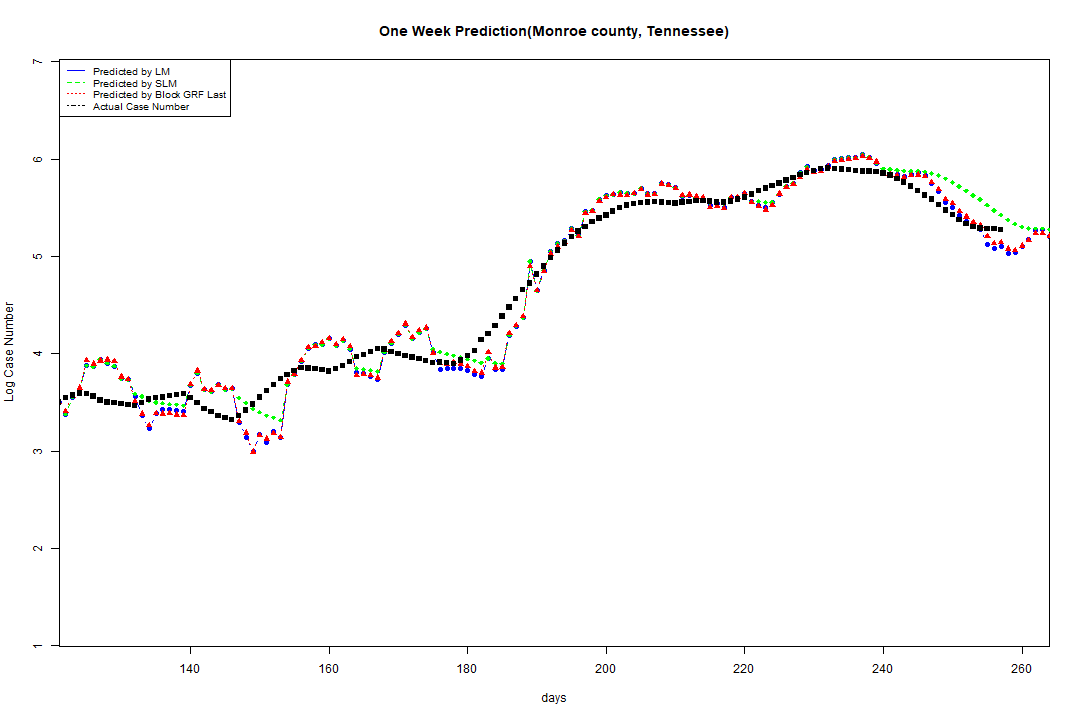 One Week Prediction(Monroe county, Tennessee)
Predicted by LM
Predicted by SLM
Predicted by Block GRF Last
Actual Case Number
Log Case Number
7
6
5
4
3
2
1
140 160 180 200 220 240 260
days